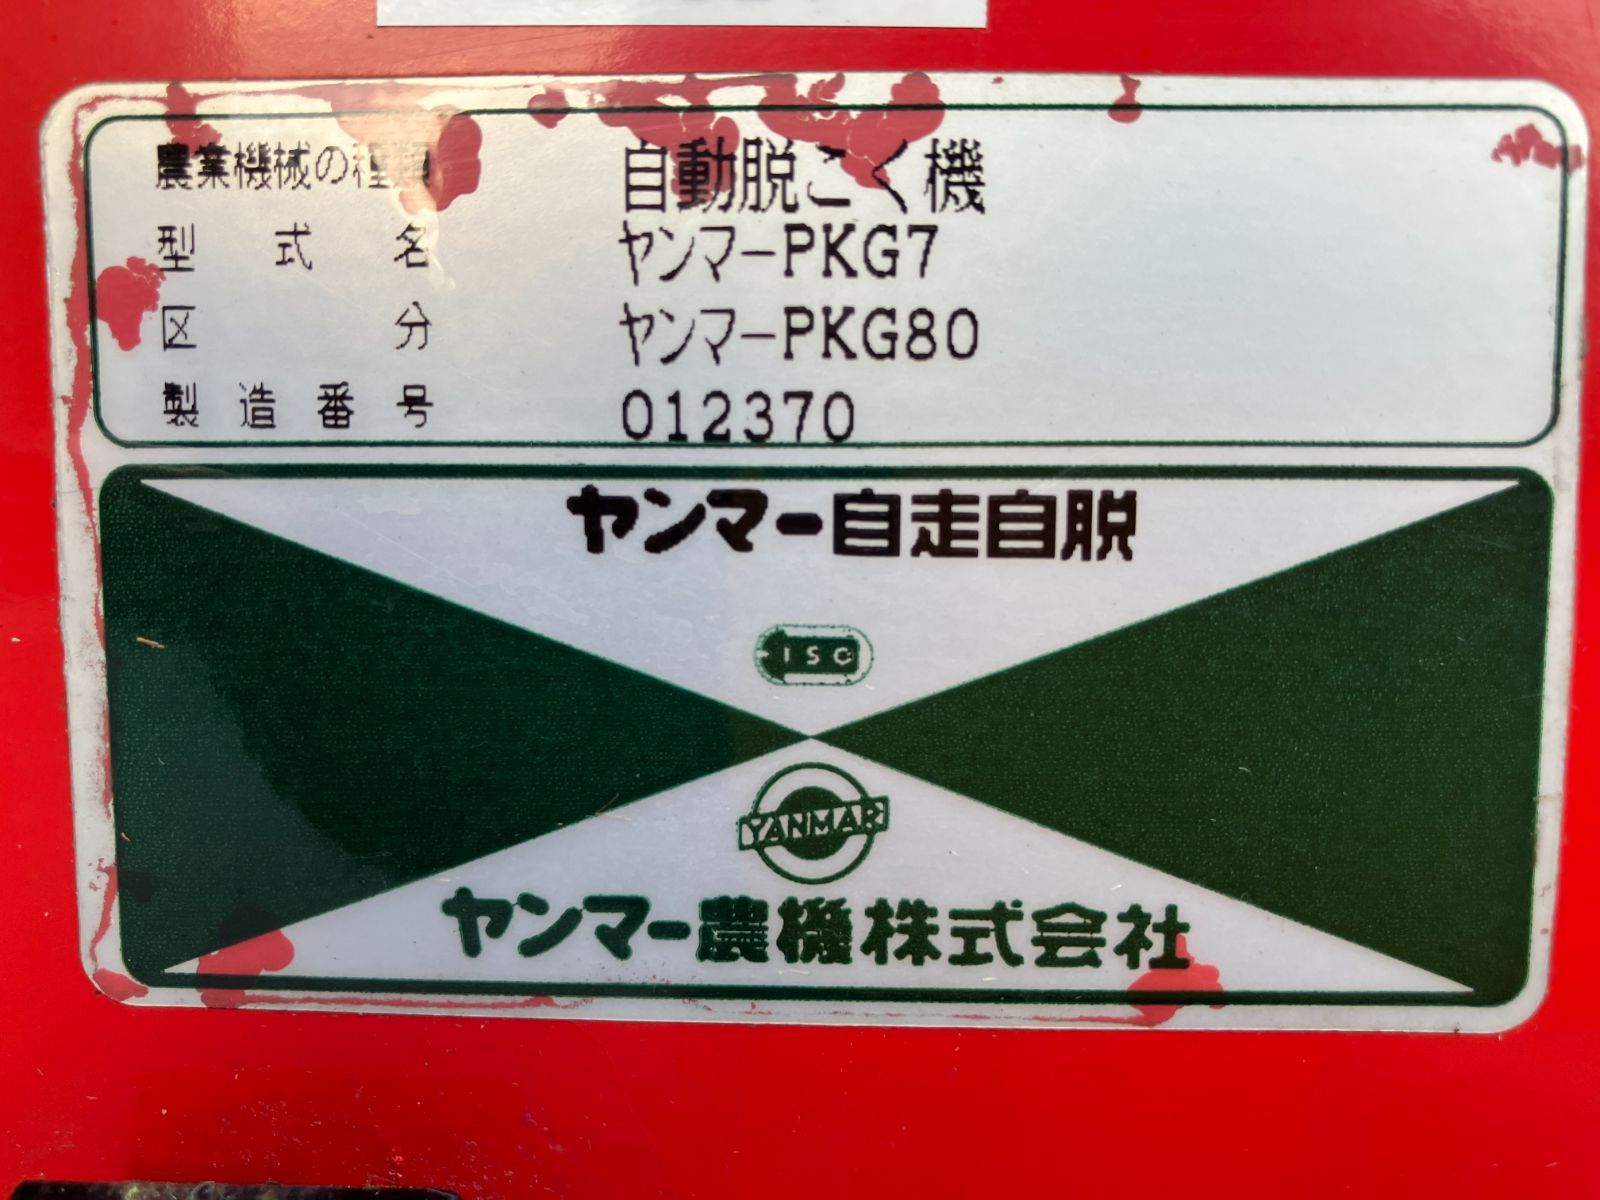 農業機械の種類 自動脱こく機
型式名 ヤンマーPKG7
区分 ヤンマーPKG80
製造番号 012370
ヤンマー自走自脱
ISC
YANMAR
ヤンマー農機株式会社